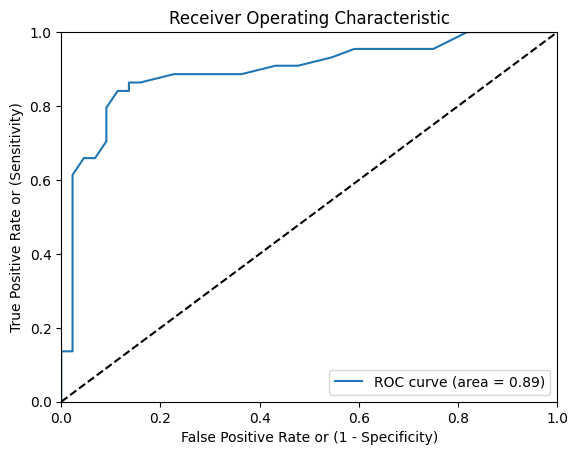 Receiver Operating Characteristic
True Positive Rate or (Sensitivity)
1.0
0.8
0.6
0.4
0.2
0.0
ROC curve (area = 0.89)
0.0 0.2 0.4 0.6 0.8 1.0
False Positive Rate or (1 - Specificity)